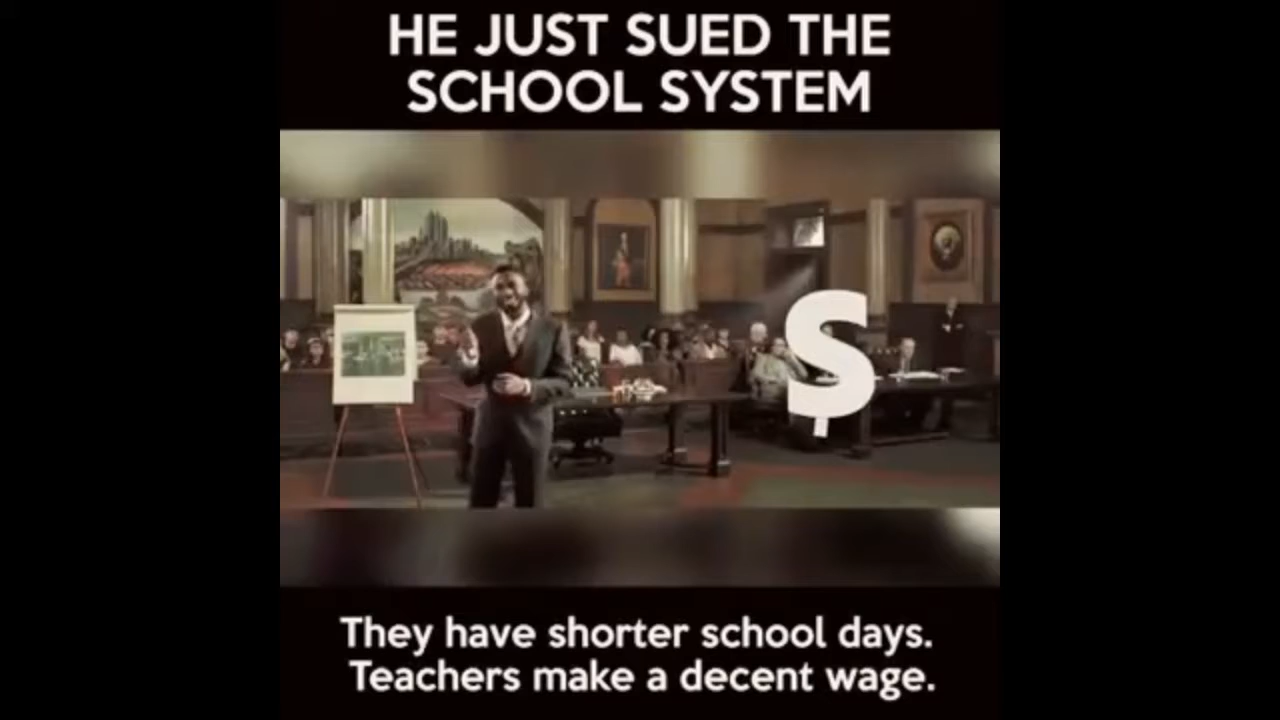 HE JUST SUED THE
SCHOOL SYSTEM
$
They have shorter school days.
Teachers make a decent wage.